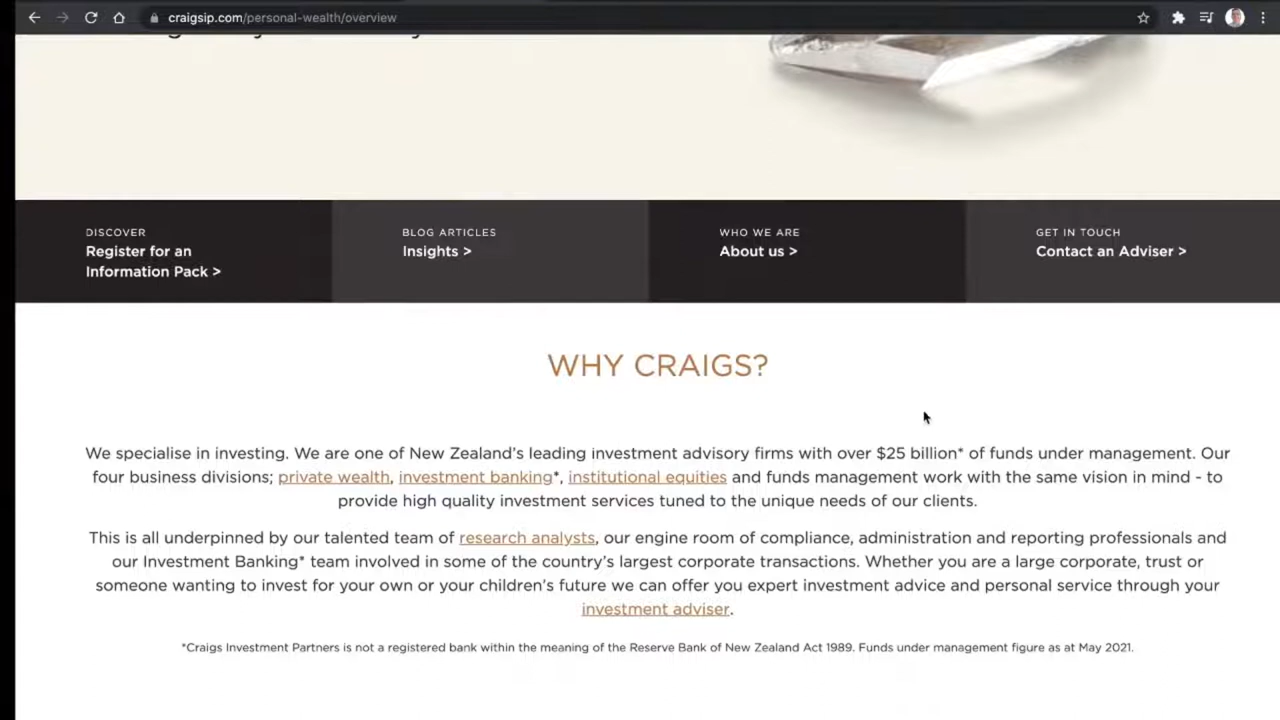 craigsip.com/personal-wealth/overview
DISCOVER
Register for an
Information Pack >
BLOG ARTICLES
Insights >
WHO WE ARE
About us >
GET IN TOUCH
Contact an Adviser >
WHY CRAIGS?
We specialise in investing. We are one of New Zealand's leading investment advisory firms with over $25 billion* of funds under management. Our
four business divisions; private wealth, investment banking*, institutional equities and funds management work with the same vision in mind - to
provide high quality investment services tuned to the unique needs of our clients.
This is all underpinned by our talented team of research analysts, our engine room of compliance, administration and reporting professionals and
our Investment Banking* team involved in some of the country's largest corporate transactions. Whether you are a large corporate, trust or
someone wanting to invest for your own or your children's future we can offer you expert investment advice and personal service through your
investment adviser.
*Craigs Investment Partners is not a registered bank within the meaning of the Reserve Bank of New Zealand Act 1989. Funds under management figure as at May 2021.